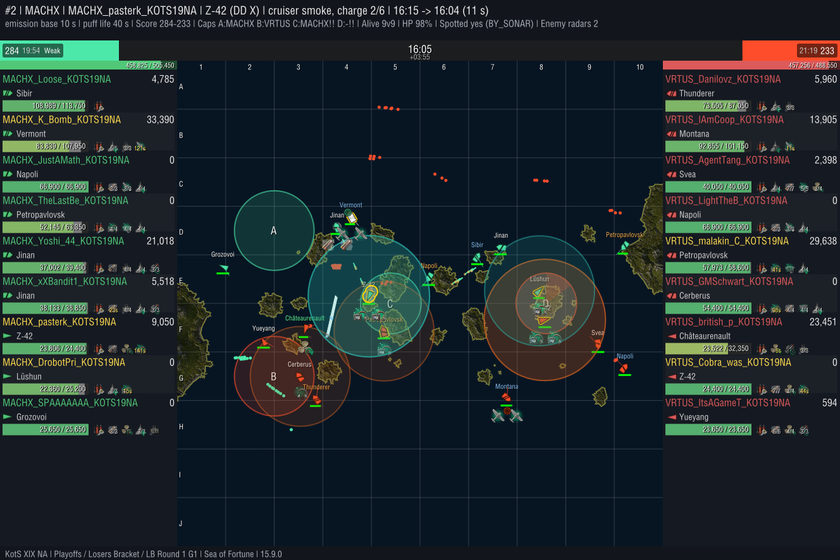 #2 | MACHX | MACHX_pasterk_KOTS19NA | Z-42 (DD X) | cruiser smoke, charge 2/6 | 16:15 -> 16:04 (11 s)
emission base 10 s | puff life 40 s | Score 284-233 | Caps A:MACHX B:VRTUS C:MACHX!! D:-!! | Alive 9v9 | HP 98% | Spotted yes (BY_SONAR) | Enemy radars 2
284 19:54 Weak
16:05
+03:55
21:19 233
MACHX_Loose_KOTS19NA 4,785
Sibir
MACHX_K_Bomb_KOTS19NA 33,390
Vermont
MACHX_JustAMath_KOTS19NA 0
Napoli
MACHX_TheLastBe_KOTS19NA 0
Petropavlovsk
MACHX_Yoshi_44_KOTS19NA 21,018
Jinan
MACHX_xXBandit1_KOTS19NA 5,518
Jinan
MACHX_pasterk_KOTS19NA 9,050
Z-42
MACHX_DrobotPri_KOTS19NA 0
Lüshun
MACHX_SPAAAAAAA_KOTS19NA 0
Grozovoi
25,650 / 25,650
1 2 3 4 5 6 7 8 9 10
A
B
C
D
E
F
G
H
I
J
Vermont
Jinan
A
Grozovoi
Sibir
Jinan
Petropavlovsk
Napoli
Lüshun
C
Châteaurenault
Yueyang
Svea
Napoli
Cerberus
B
Thunderer
Montana
VRTUS_Danilovz_KOTS19NA 5,960
Thunderer
VRTUS_IAmCoop_KOTS19NA 13,905
Montana
VRTUS_AgentTang_KOTS19NA 2,398
Svea
VRTUS_LightTheB_KOTS19NA 0
Napoli
VRTUS_malakin_C_KOTS19NA 29,638
Petropavlovsk
VRTUS_GMSchwart_KOTS19NA 0
Cerberus
VRTUS_british_p_KOTS19NA 23,451
Châteaurenault
23,522 / 32,350
VRTUS_Cobra_was_KOTS19NA 0
Z-42
VRTUS_ItsAGameT_KOTS19NA 594
Yueyang
KotS XIX NA | Playoffs / Losers Bracket / LB Round 1 G1 | Sea of Fortune | 15.9.0